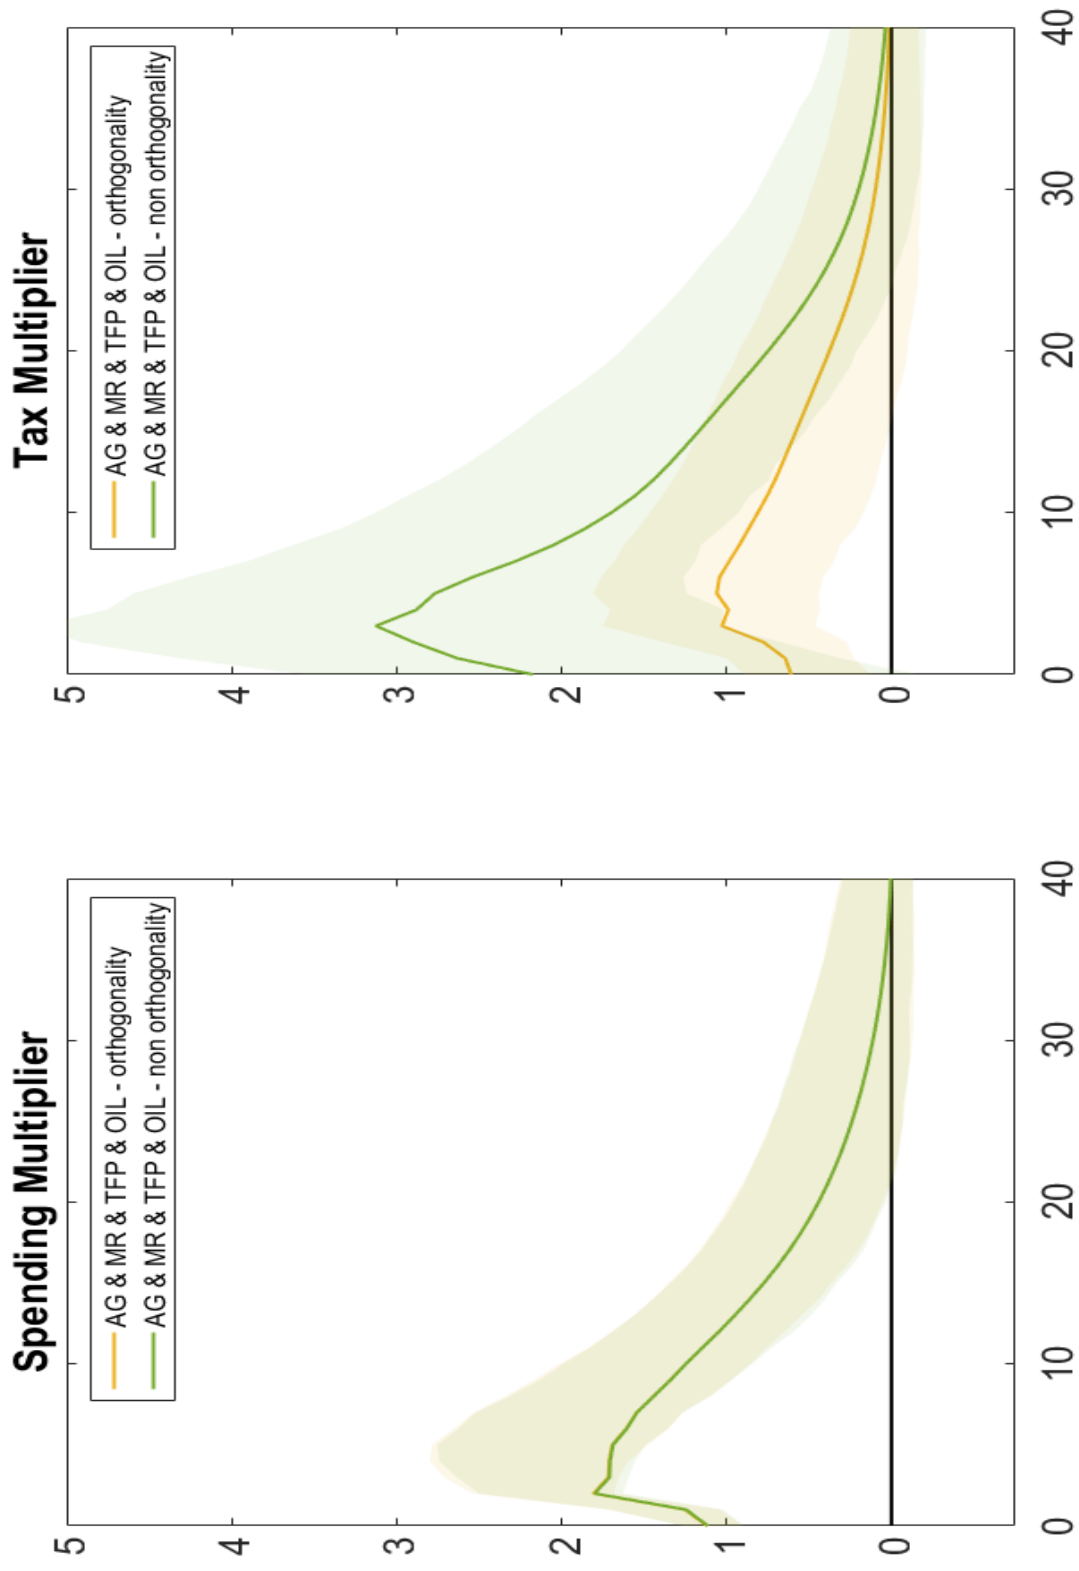 Spending Multiplier
AG & MR & TFP & OIL - orthogonality
AG & MR & TFP & OIL - non orthogonality
5
4
3
2
1
0
0 10 20 30 40
Tax Multiplier
AG & MR & TFP & OIL - orthogonality
AG & MR & TFP & OIL - non orthogonality
5
4
3
2
1
0
0 10 20 30 40